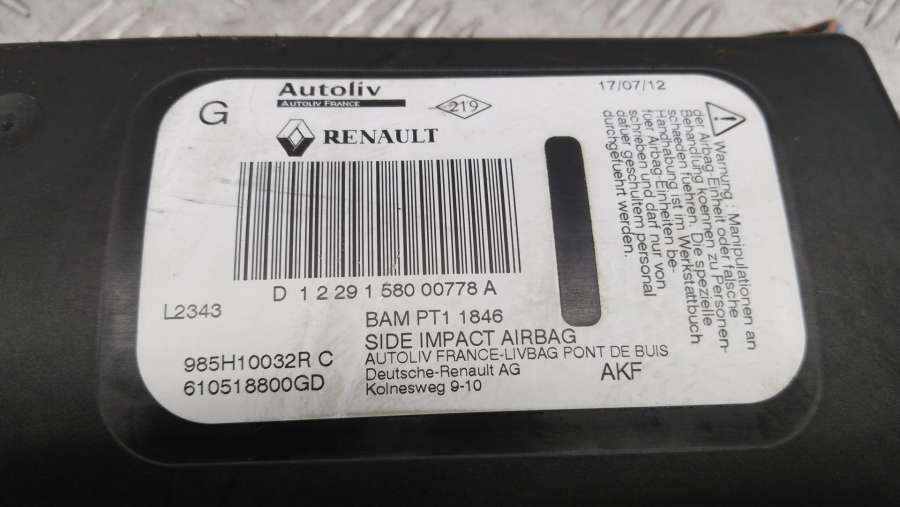 G
Autoliv
AUTOLIV FRANCE
219
17/07/12
RENAULT
D 1 2 29 1 580 00778 A
L2343
BAM PT1 1846
SIDE IMPACT AIRBAG
AUTOLIV FRANCE-LIVBAG PONT DE BUIS
Deutsche-Renault AG
Kolnesweg 9-10
AKF
985H10032R C
610518800GD
Warnung : Manipulationen an
der Airbag-Einheit oder falsche
Behandlung koennen zu Personen-
schaeden fuehren. Die spezielle
Handhabung ist im Werkstattbuch
fuer Airbag-Einheiten be-
schrieben und darf nur von
dafuer geschultem personal
durchgefuehrt werden.